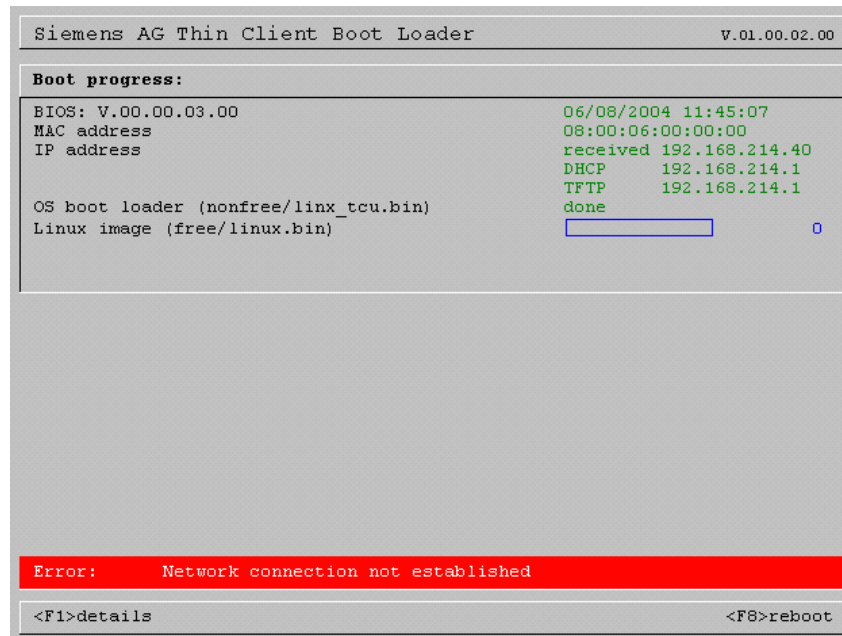 Siemens AG Thin Client Boot Loader V.01.00.02.00
Boot progress:
BIOS: V.00.00.03.00 06/08/2004 11:45:07
MAC address 08:00:06:00:00:00
IP address received 192.168.214.40
DHCP 192.168.214.1
TFTP 192.168.214.1
OS boot loader (nonfree/linx_tcu.bin) done
Linux image (free/linux.bin) 0
Error: Network connection not established
<F1>details <F8>reboot